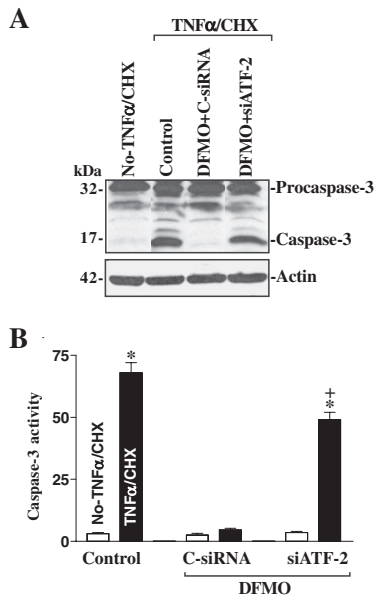 A
TNFα/CHX
No-TNFα/CHX
Control
DFMO+C-siRNA
DFMO+siATF-2
kDa
32- -Procaspase-3
17- -Caspase-3
42- -Actin
B
Caspase-3 activity
75
50
25
0
No-TNFα/CHX
TNFα/CHX
*
+
*
Control C-siRNA siATF-2
DFMO